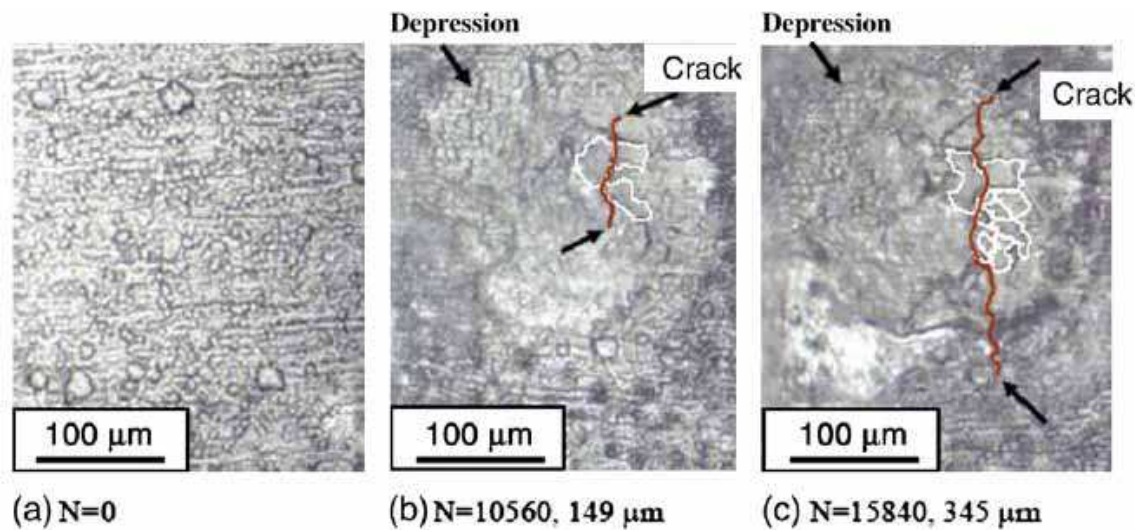 Depression
Depression
Crack
Crack
100 μm
100 μm
100 μm
(a) N=0
(b) N=10560, 149 μm
(c) N=15840, 345 μm